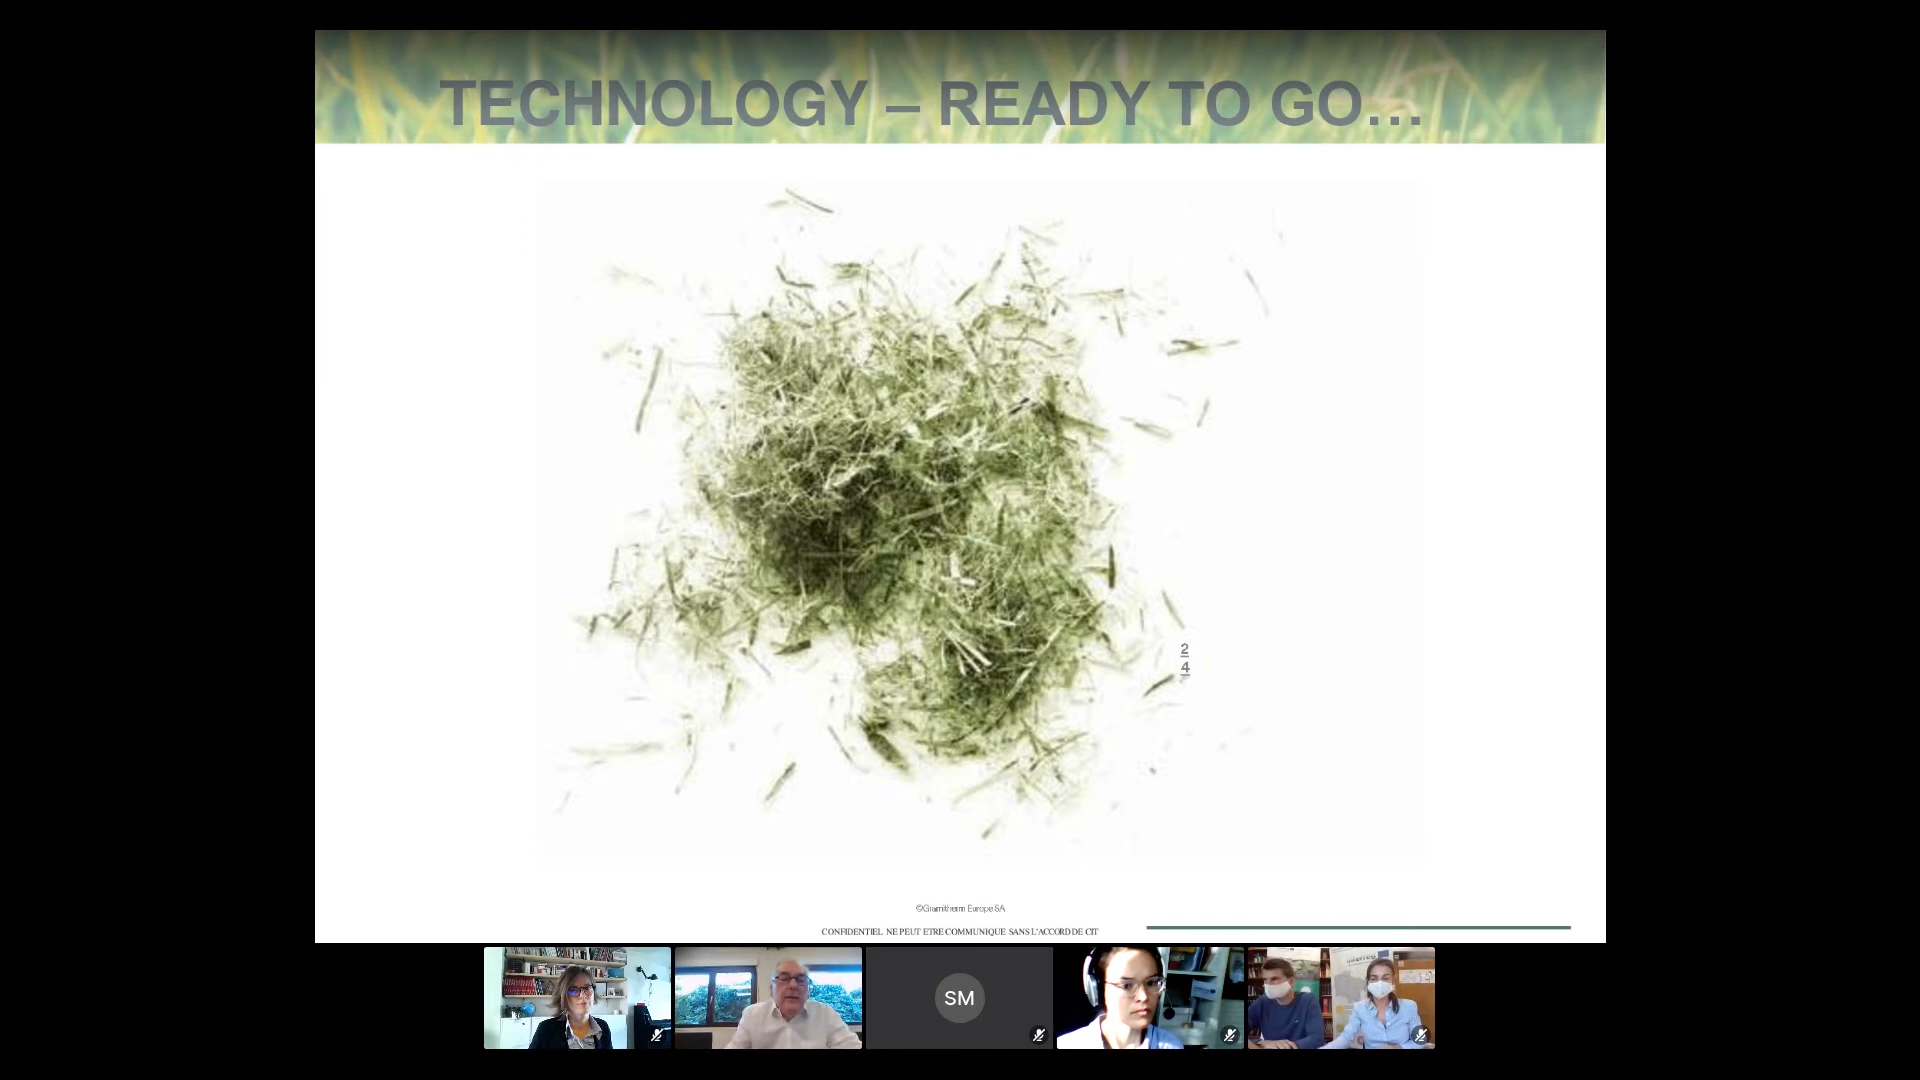 TECHNOLOGY – READY TO GO...
2
4
©Gramitherm Europe SA
CONFIDENTIEL NE PEUT ETRE COMMUNIQUE SANS L'ACCORD DE CIT
SM